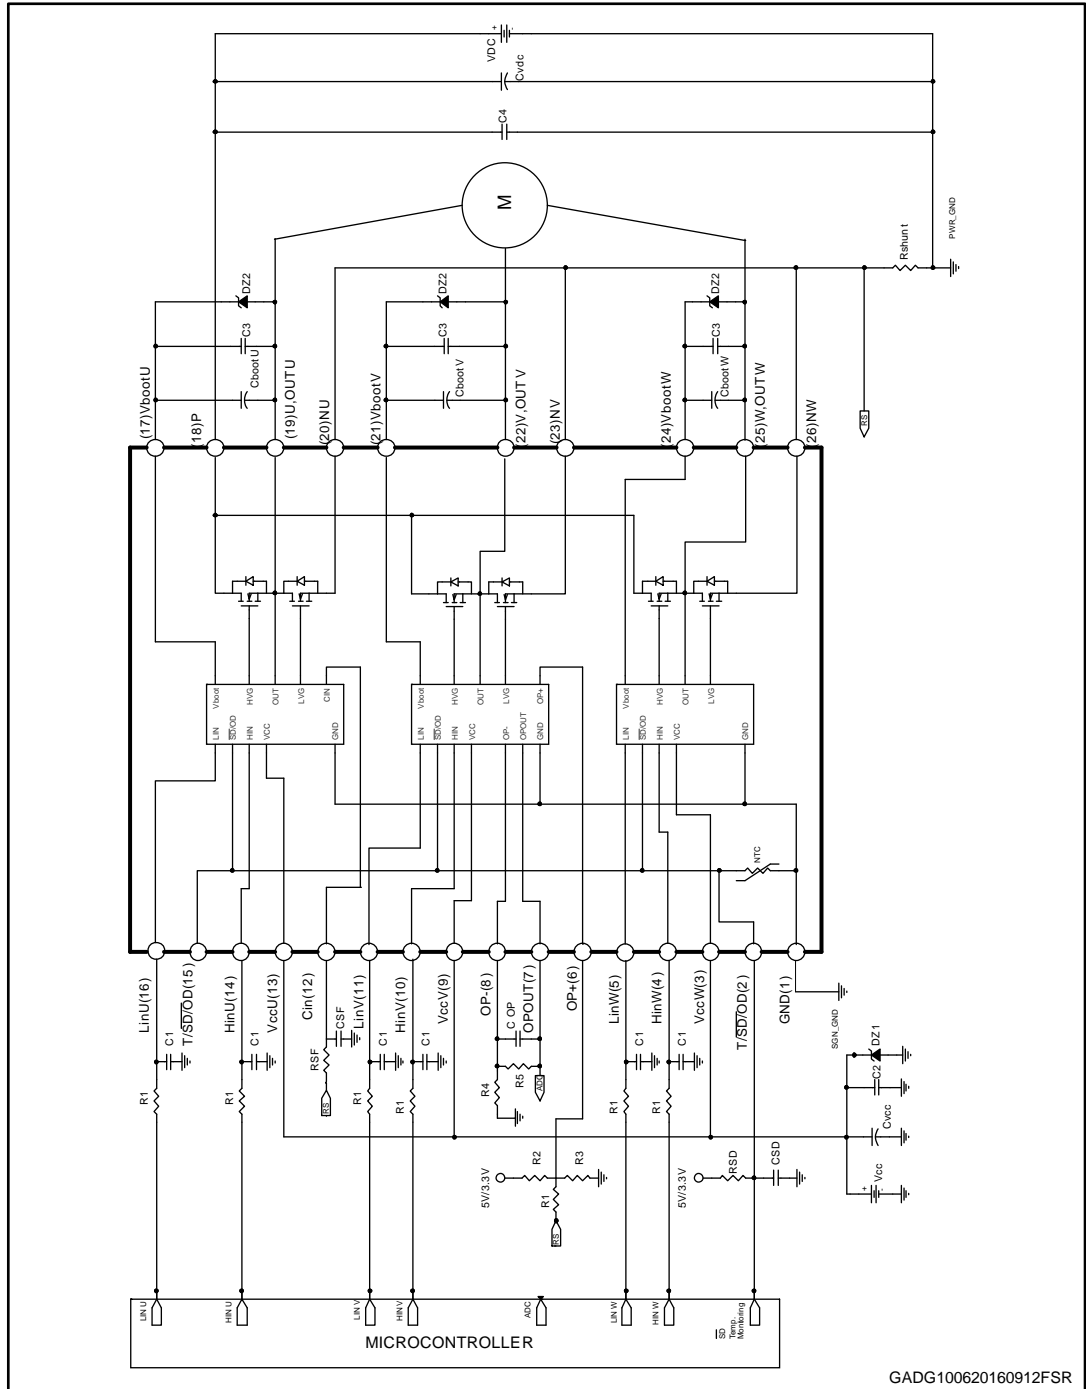 VDC
+
-
Cvdc
C4
M
Rshunt
PWR_GND
DZ2
DZ2
DZ2
C3
C3
C3
Cboot U
Cboot V
Cboot W
RS
(17)VbootU
(18)P
(19)U,OUTU
(20)NU
(21)VbootV
(22)V,OUT V
(23)NV
(24)VbootW
(25)W,OUTW
(26)NW
Vboot
HVG
OUT
LVG
CIN
LIN
SD/OD
HIN
VCC
GND
Vboot
HVG
OUT
LVG
OP+
LIN
SD/OD
HIN
VCC
OP-
OPOUT
GND
Vboot
HVG
OUT
LVG
LIN
SD/OD
HIN
VCC
GND
NTC
LinU(16)
T/SD/OD(15)
HinU(14)
VccU(13)
Cin(12)
LinV(11)
HinV(10)
VccV(9)
OP-(8)
OPOUT(7)
OP+(6)
LinW(5)
HinW(4)
VccW(3)
T/SD/OD(2)
GND(1)
SGN_GND
C1
C1
CSF
C1
C1
C OP
C1
C1
DZ1
R1
R1
RSF
R1
R1
R4
R5
R1
R1
C2
RS
ADC
Cvcc
5V/3.3V
R2
R3
5V/3.3V
RSD
CSD
Vcc
+
-
R1
RS
LIN U
HIN U
LIN V
HIN V
ADC
LIN W
HIN W
SD
Temp.
Monitoring
MICROCONTROLLER
GADG100620160912FSR